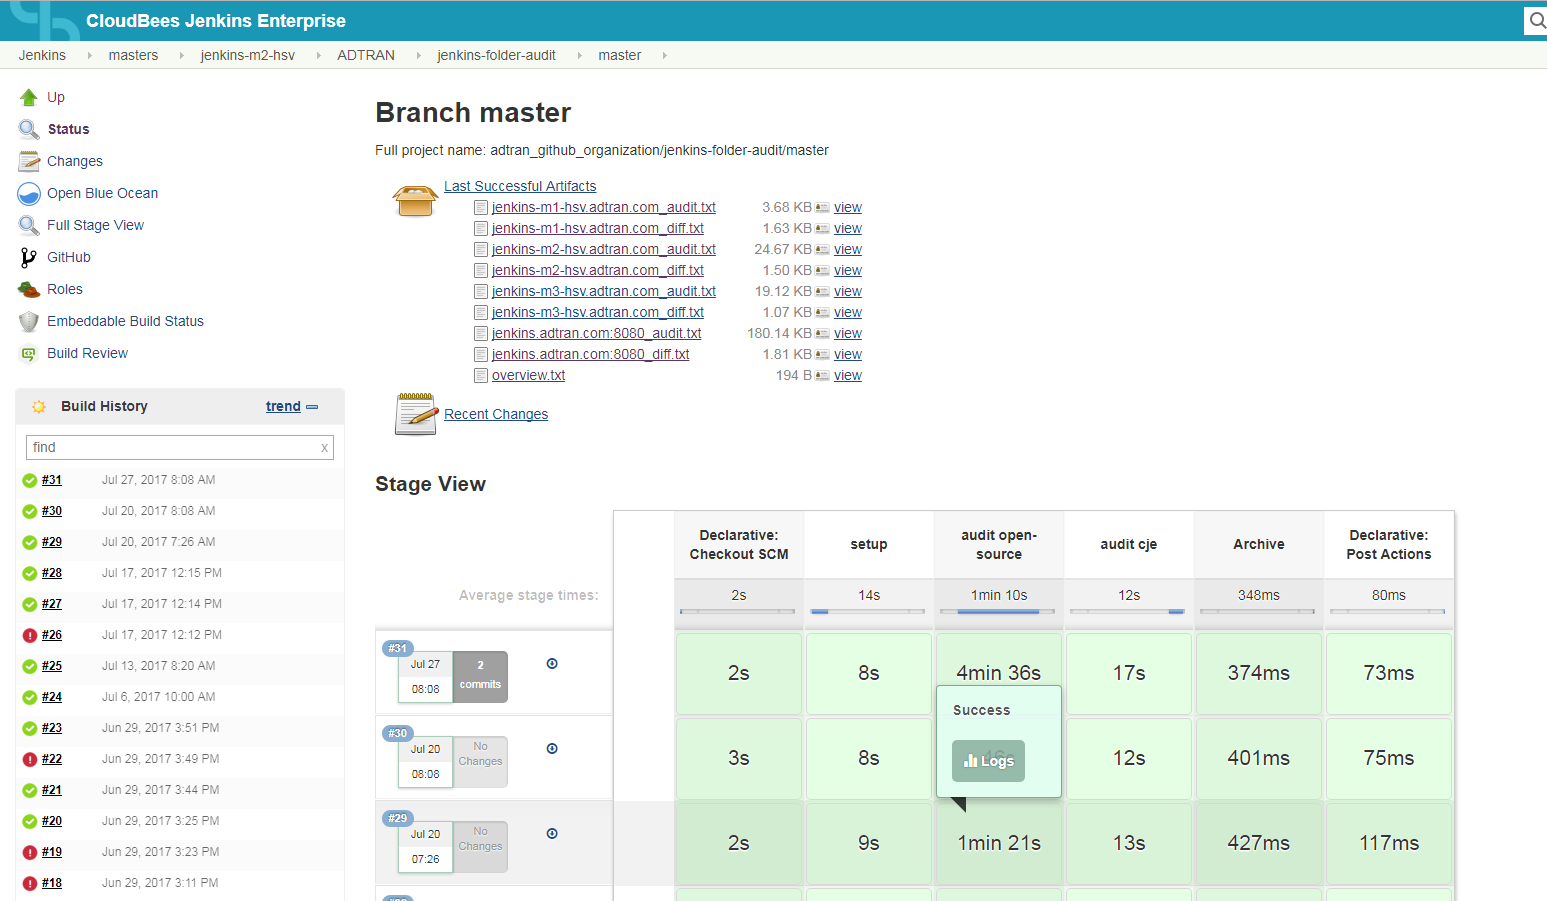 CloudBees Jenkins Enterprise
Jenkins masters jenkins-m2-hsv ADTRAN jenkins-folder-audit master
Up
Status
Changes
Open Blue Ocean
Full Stage View
GitHub
Roles
Embeddable Build Status
Build Review
Build History trend
find x
#31 Jul 27, 2017 8:08 AM
#30 Jul 20, 2017 8:08 AM
#29 Jul 20, 2017 7:26 AM
#28 Jul 17, 2017 12:15 PM
#27 Jul 17, 2017 12:14 PM
#26 Jul 17, 2017 12:12 PM
#25 Jul 13, 2017 8:20 AM
#24 Jul 6, 2017 10:00 AM
#23 Jun 29, 2017 3:51 PM
#22 Jun 29, 2017 3:49 PM
#21 Jun 29, 2017 3:44 PM
#20 Jun 29, 2017 3:25 PM
#19 Jun 29, 2017 3:23 PM
#18 Jun 29, 2017 3:11 PM
Branch master
Full project name: adtran_github_organization/jenkins-folder-audit/master
Last Successful Artifacts
jenkins-m1-hsv.adtran.com_audit.txt 3.68 KB view
jenkins-m1-hsv.adtran.com_diff.txt 1.63 KB view
jenkins-m2-hsv.adtran.com_audit.txt 24.67 KB view
jenkins-m2-hsv.adtran.com_diff.txt 1.50 KB view
jenkins-m3-hsv.adtran.com_audit.txt 19.12 KB view
jenkins-m3-hsv.adtran.com_diff.txt 1.07 KB view
jenkins.adtran.com:8080_audit.txt 180.14 KB view
jenkins.adtran.com:8080_diff.txt 1.81 KB view
overview.txt 194 B view
Recent Changes
Stage View
Declarative: Checkout SCM
setup
audit open-source
audit cje
Archive
Declarative: Post Actions
Average stage times: 2s 14s 1min 10s 12s 348ms 80ms
#31
Jul 27
08:08
2 commits
2s 8s 4min 36s 17s 374ms 73ms
Success
Logs
#30
Jul 20
08:08
No Changes
3s 8s 12s 401ms 75ms
#29
Jul 20
07:26
No Changes
2s 9s 1min 21s 13s 427ms 117ms